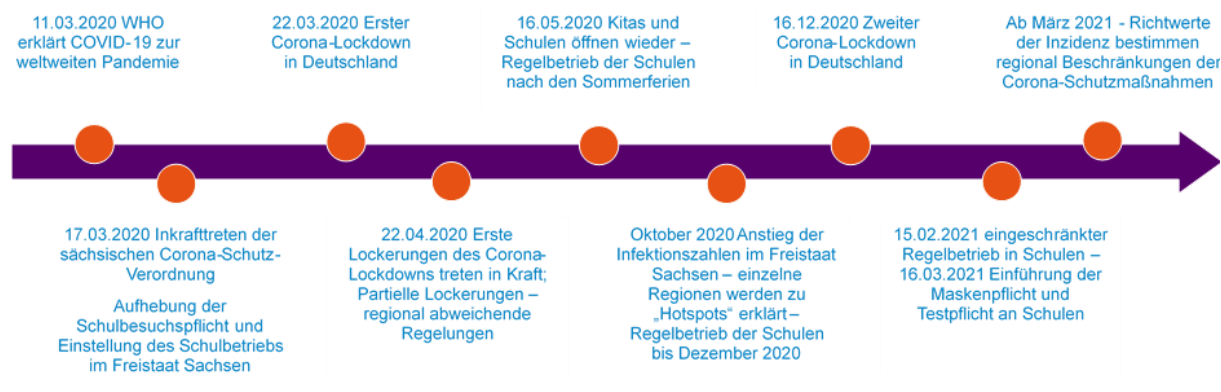 11.03.2020 WHO
erklärt COVID-19 zur
weltweiten Pandemie
22.03.2020 Erster
Corona-Lockdown
in Deutschland
16.05.2020 Kitas und
Schulen öffnen wieder –
Regelbetrieb der Schulen
nach den Sommerferien
16.12.2020 Zweiter
Corona-Lockdown
in Deutschland
Ab März 2021 - Richtwerte
der Inzidenz bestimmen
regional Beschränkungen der
Corona-Schutzmaßnahmen
17.03.2020 Inkrafttreten der
sächsischen Corona-Schutz-
Verordnung
Aufhebung der
Schulbesuchspflicht und
Einstellung des Schulbetriebs
im Freistaat Sachsen
22.04.2020 Erste
Lockerungen des Corona-
Lockdowns treten in Kraft;
Partielle Lockerungen –
regional abweichende
Regelungen
Oktober 2020 Anstieg der
Infektionszahlen im Freistaat
Sachsen – einzelne
Regionen werden zu
„Hotspots“ erklärt –
Regelbetrieb der Schulen
bis Dezember 2020
15.02.2021 eingeschränkter
Regelbetrieb in Schulen –
16.03.2021 Einführung der
Maskenpflicht und
Testpflicht an Schulen